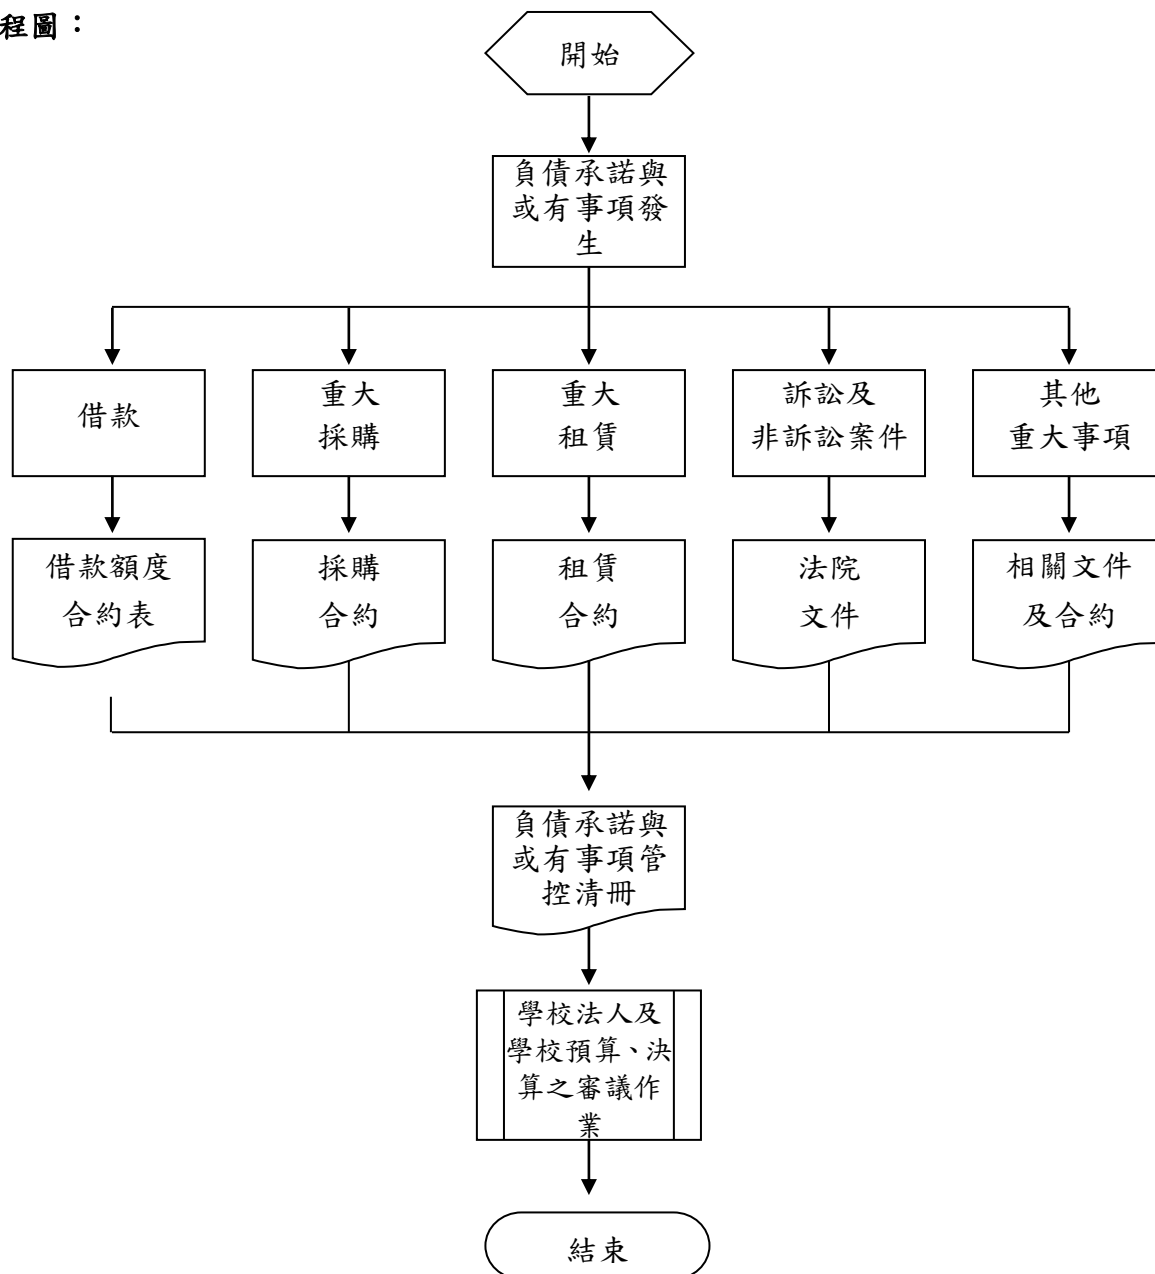 程圖：
開始
負債承諾與
或有事項發
生
借款
重大
採購
重大
租賃
訴訟及
非訴訟案件
其他
重大事項
借款額度
合約表
採購
合約
租賃
合約
法院
文件
相關文件
及合約
負債承諾與
或有事項管
控清冊
學校法人及
學校預算、決
算之審議作
業
結束